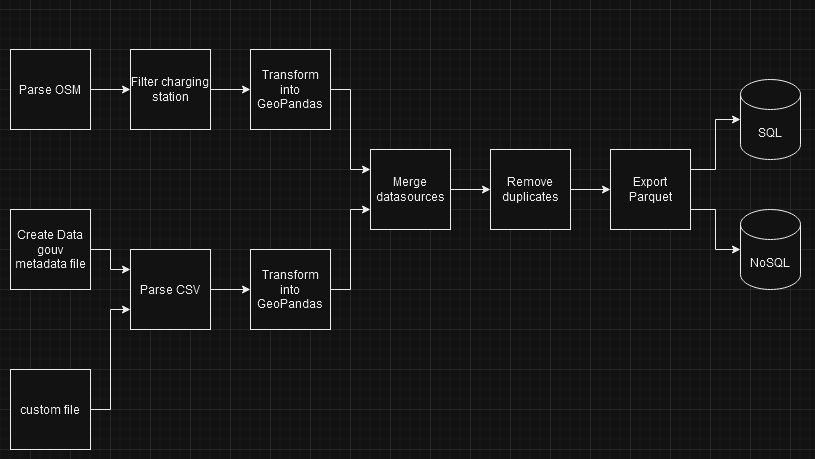 Parse OSM
Filter charging
station
Transform
into
GeoPandas
Merge
datasources
Remove
duplicates
Export
Parquet
SQL
NoSQL
Create Data
gouv
metadata file
Parse CSV
Transform
into
GeoPandas
custom file